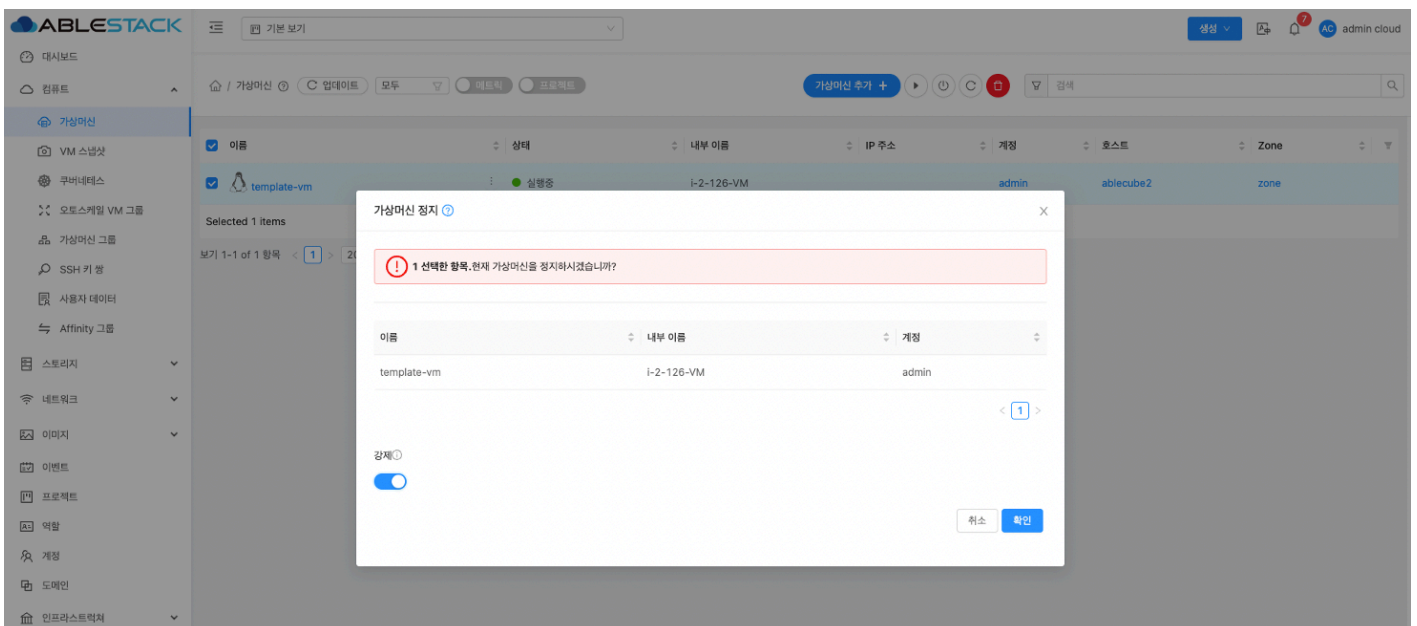 ABLESTACK
기본 보기
생성
7
AC admin cloud
대시보드
컴퓨트
/ 가상머신
업데이트
모두
메트릭
프로젝트
가상머신 추가 +
검색
가상머신
이름
상태
내부 이름
IP 주소
계정
호스트
Zone
VM 스냅샷
쿠버네테스
template-vm
실행중
i-2-126-VM
admin
ablecube2
zone
오토스케일 VM 그룹
Selected 1 items
가상머신 그룹
보기 1-1 of 1 항목 < 1 > 20
SSH 키 쌍
사용자 데이터
Affinity 그룹
스토리지
네트워크
이미지
이벤트
프로젝트
역할
계정
도메인
인프라스트럭쳐
가상머신 정지
1 선택한 항목.현재 가상머신을 정지하시겠습니까?
이름
내부 이름
계정
template-vm
i-2-126-VM
admin
< 1 >
강제
취소
확인